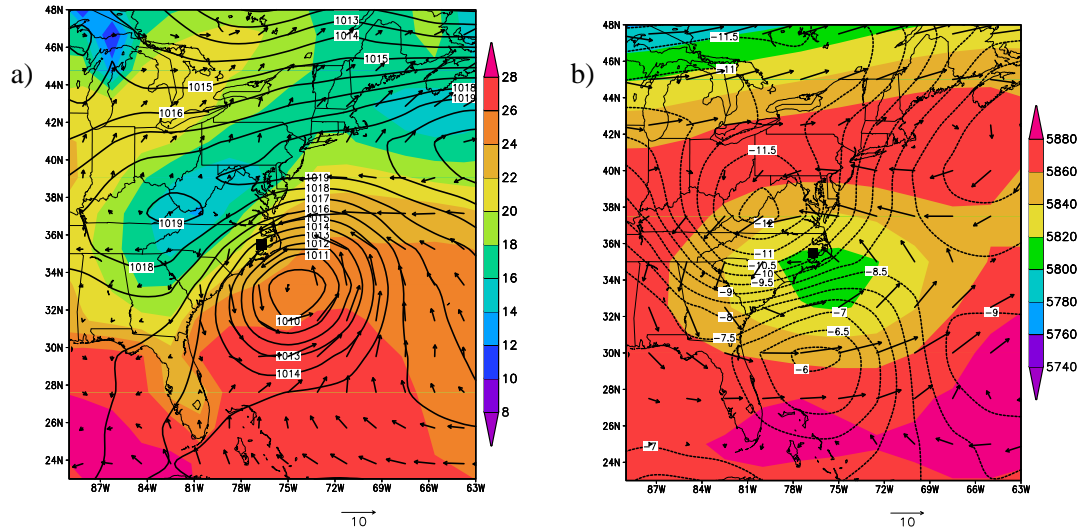 a)
48N
46N
44N
42N
40N
38N
36N
34N
32N
30N
28N
26N
24N
87W 84W 81W 78W 75W 72W 69W 66W 63W
1013
1014
1015
1015
1016
1018
1019
1019
1018
1017
1016
1015
1014
1013
1012
1011
1019
1018
1010
1013
1014
28
26
24
22
20
18
16
14
12
10
8
10
b)
48N
46N
44N
42N
40N
38N
36N
34N
32N
30N
28N
26N
24N
87W 84W 81W 78W 75W 72W 69W 66W 63W
-11.5
-11
-11.5
-12
-11
-10.5
-10
-9.5
-9
-8.5
-8
-7.5
-7
-6.5
-6
-9
-7
5880
5860
5840
5820
5800
5780
5760
5740
10